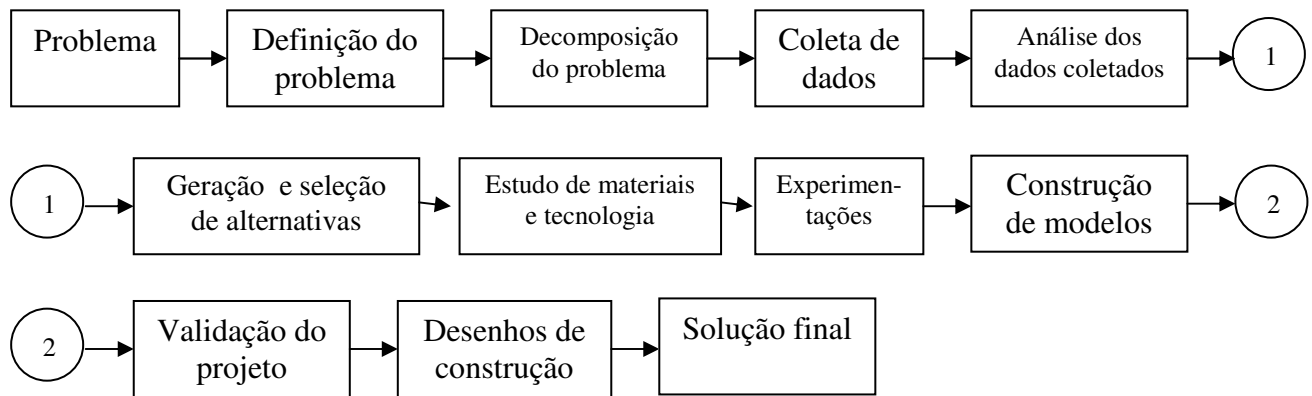 Problema
Definição do
problema
Decomposição
do problema
Coleta de
dados
Análise dos
dados coletados
1
1
Geração e seleção
de alternativas
Estudo de materiais
e tecnologia
Experimen-
tações
Construção
de modelos
2
2
Validação do
projeto
Desenhos de
construção
Solução final